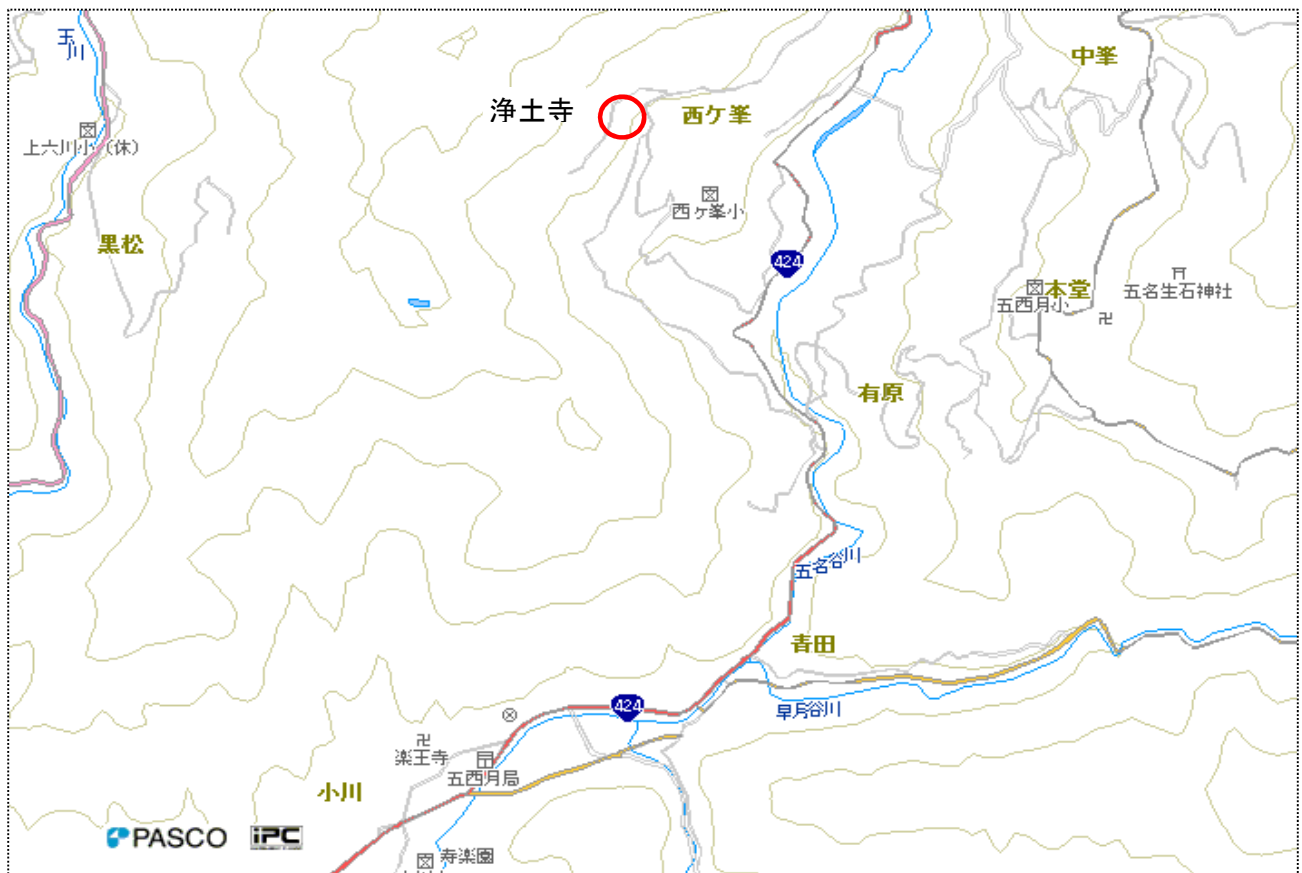 玉川
中峯
浄土寺
西ケ峯
上六川小（休）
西ヶ峯小
黒松
424
本堂
五西月小
五名生石神社
有原
五名谷川
青田
424
早月谷川
楽王寺
五西月局
小川
PASCO
iPC
寿楽園